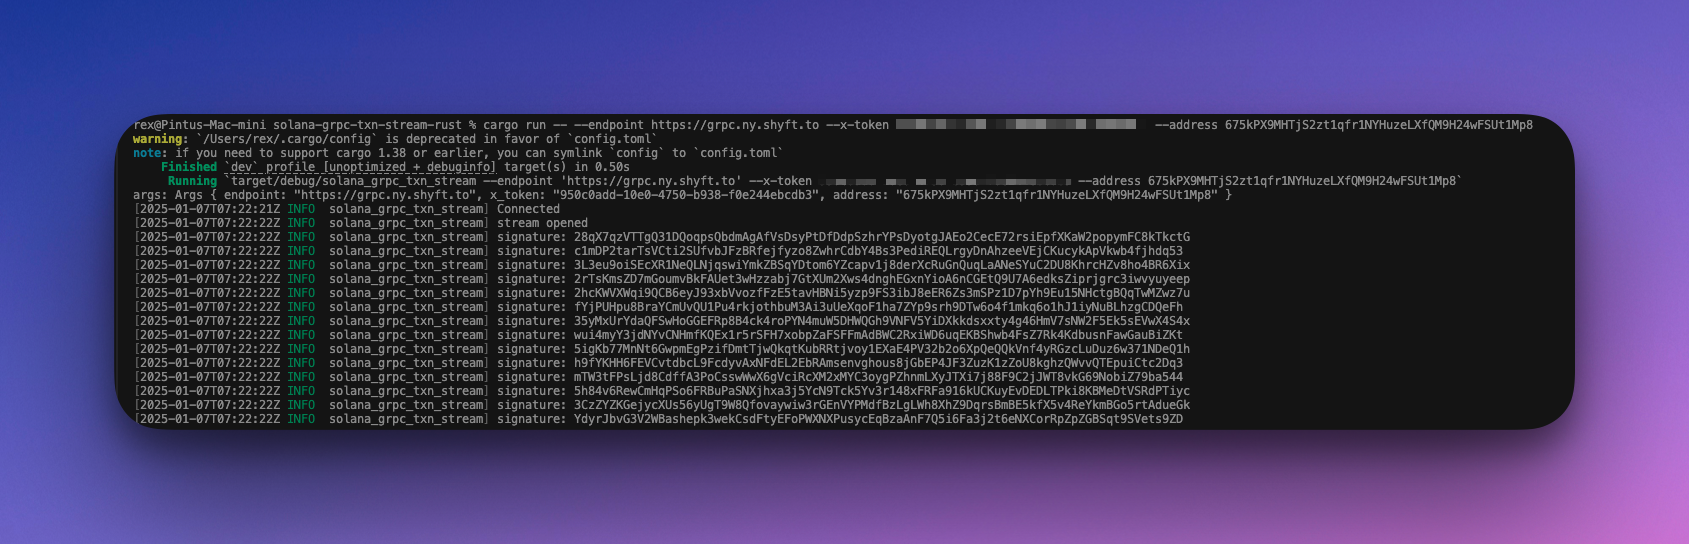 rex@Pintus-Mac-mini solana-grpc-txn-stream-rust % cargo run -- --endpoint https://grpc.ny.shyft.to --x-token --address 675kPX9MHTjS2zt1qfr1NYHuzeLXfQM9H24wFSUt1Mp8
warning: `/Users/rex/.cargo/config` is deprecated in favor of `config.toml`
note: if you need to support cargo 1.38 or earlier, you can symlink `config` to `config.toml`
Finished `dev` profile [unoptimized + debuginfo] target(s) in 0.50s
Running `target/debug/solana_grpc_txn_stream --endpoint 'https://grpc.ny.shyft.to' --x-token --address 675kPX9MHTjS2zt1qfr1NYHuzeLXfQM9H24wFSUt1Mp8`
args: Args { endpoint: "https://grpc.ny.shyft.to", x_token: "950c0add-10e0-4750-b938-f0e244ebcdb3", address: "675kPX9MHTjS2zt1qfr1NYHuzeLXfQM9H24wFSUt1Mp8" }
[2025-01-07T07:22:21Z INFO solana_grpc_txn_stream] Connected
[2025-01-07T07:22:22Z INFO solana_grpc_txn_stream] stream opened
[2025-01-07T07:22:22Z INFO solana_grpc_txn_stream] signature: 28qX7qzVTTgQ31DQoqpsQbdmAgAfVsDsyPtDfDdpSzhrYPsDyotgJAEo2CecE72rsiEpfXKaW2popymFC8kTkctG
[2025-01-07T07:22:22Z INFO solana_grpc_txn_stream] signature: c1mDP2tarTsVCti2SUfvbJFzBRfejfyzo8ZwhrCdbY4Bs3PediREQLrgyDnAhzeeVEjCKucykApVkwb4fjhdq53
[2025-01-07T07:22:22Z INFO solana_grpc_txn_stream] signature: 3L3eu9oiSEcXR1NeQLNjqswiYmkZBSqYDtom6YZcapv1j8derXcRuGnQuqLaANeSYuC2DU8KhrcHZv8ho4BR6Xix
[2025-01-07T07:22:22Z INFO solana_grpc_txn_stream] signature: 2rTsKmsZD7mGoumvBkFAUet3wHzzabj7GtXUm2Xws4dnghEGxnYioA6nCGEtQ9U7A6edksZiprjgrc3iwvyuyeep
[2025-01-07T07:22:22Z INFO solana_grpc_txn_stream] signature: 2hcKWVXWqi9QCB6eyJ93xbVvozfFzE5tavHBNi5yzp9FS3ibJ8eER6Zs3mSPz1D7pYh9Eu15NHctgBQqTwMZwz7u
[2025-01-07T07:22:22Z INFO solana_grpc_txn_stream] signature: fYjPUHpu8BraYCmUvQU1Pu4rkjothbuM3Ai3uUeXqoF1ha7ZYp9srh9DTw6o4f1mkq6o1hJ1iyNuBLhzgCDQeFh
[2025-01-07T07:22:22Z INFO solana_grpc_txn_stream] signature: 35yMxUrYdaQFSwHoGGEFRp8B4ck4roPYN4muW5DHWQGh9VNFV5YiDXkkdsxxty4g46HmV7sNW2F5Ek5sEVwX4S4x
[2025-01-07T07:22:22Z INFO solana_grpc_txn_stream] signature: wui4myY3jdNYvCNHmfKQEx1r5rSFH7xobpZaFSFFmAdBWC2RxiWD6uqEKBShwb4FsZ7Rk4KdbusnFawGauBiZKt
[2025-01-07T07:22:22Z INFO solana_grpc_txn_stream] signature: 5igKb77MnNt6GwpmEgPzifDmtTjwQkqtKubRRtjvoy1EXaE4PV32b2o6XpQeQQkVnf4yRGzcLuDuz6w371NDeQ1h
[2025-01-07T07:22:22Z INFO solana_grpc_txn_stream] signature: h9fYKHH6FEVCvtdbcL9FcdyvAxNFdEL2EbRAmsenvghous8jGbEP4JF3ZuzK1zZoU8kghzQWvvQTEpuiCtc2Dq3
[2025-01-07T07:22:22Z INFO solana_grpc_txn_stream] signature: mTW3tFPsLjd8CdffA3PoCsswWwX6gVciRcXM2xMYC3oygPZhnmLXyJTXi7j88F9C2jJWT8vkG69NobiZ79ba544
[2025-01-07T07:22:22Z INFO solana_grpc_txn_stream] signature: 5h84v6RewCmHqPSo6FRBuPaSNXjhxa3j5YcN9Tck5Yv3r148xFRFa916kUCKuyEvDEDLTPki8KBMeDtVSRdPTiyc
[2025-01-07T07:22:22Z INFO solana_grpc_txn_stream] signature: 3CzZYZKGejycXUs56yUgT9W8Qfovaywiw3rGEnVYPMdfBzLgLWh8XhZ9DqrsBmBE5kfX5v4ReYkmBGo5rtAdueGk
[2025-01-07T07:22:22Z INFO solana_grpc_txn_stream] signature: YdyrJbvG3V2WBashepk3wekCsdFtyEFoPWXNXPusycEqBzaAnF7Q5i6Fa3j2t6eNXCorRpZpZGBSqt9SVets9ZD